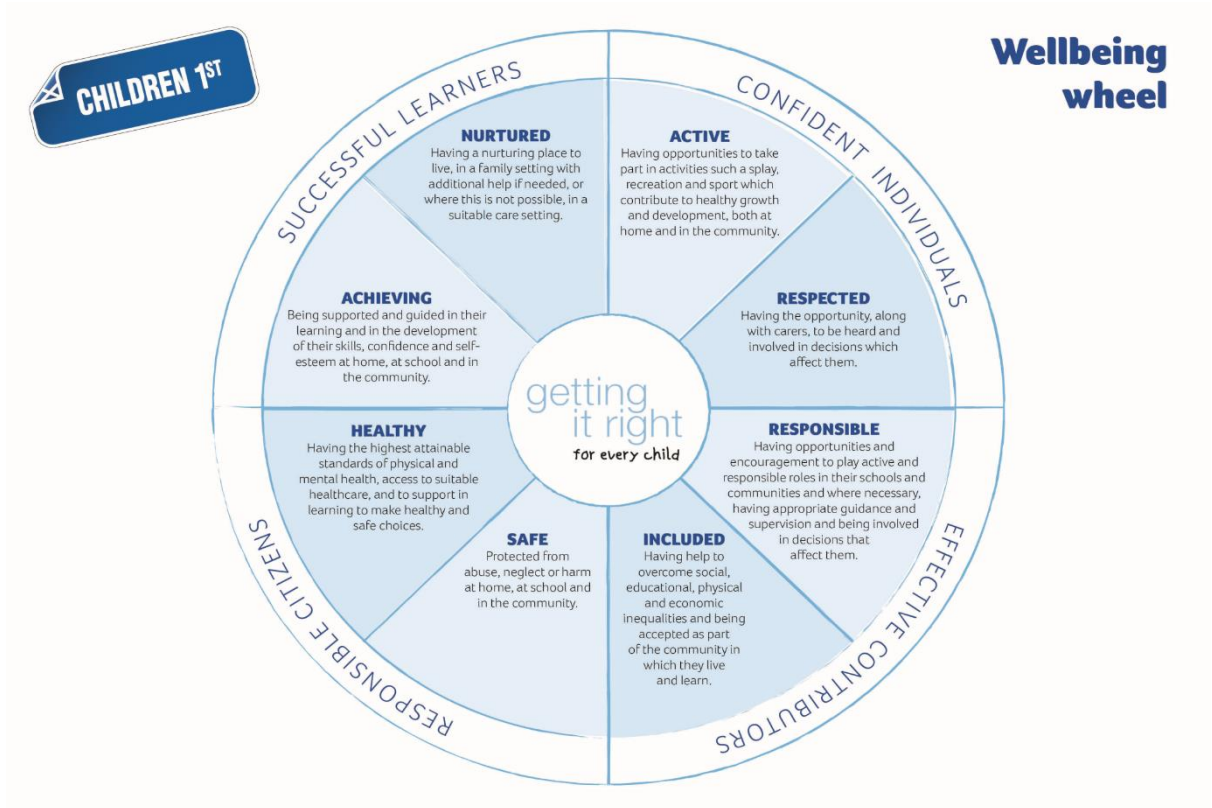 CHILDREN 1ST
Wellbeing
wheel
SUCCESSFUL LEARNERS
CONFIDENT INDIVIDUALS
NURTURED
Having a nurturing place to
live, in a family setting with
additional help if needed, or
where this is not possible, in a
suitable care setting.
ACTIVE
Having opportunities to take
part in activities such a splay,
recreation and sport which
contribute to healthy growth
and development, both at
home and in the community.
ACHIEVING
Being supported and guided in their
learning and in the development
of their skills, confidence and self-
esteem at home, at school and in
the community.
RESPECTED
Having the opportunity, along
with carers, to be heard and
involved in decisions which
affect them.
getting
it right
for every child
HEALTHY
Having the highest attainable
standards of physical and
mental health, access to suitable
healthcare, and to support in
learning to make healthy and
safe choices.
RESPONSIBLE
Having opportunities and
encouragement to play active and
responsible roles in their schools and
communities and where necessary,
having appropriate guidance and
supervision and being involved
in decisions that
affect them.
SAFE
Protected from
abuse, neglect or harm
at home, at school and
in the community.
INCLUDED
Having help to
overcome social,
educational, physical
and economic
inequalities and being
accepted as part
of the community in
which they live
and learn.
RESPONSIBLE CITIZENS
EFFECTIVE CONTRIBUTORS